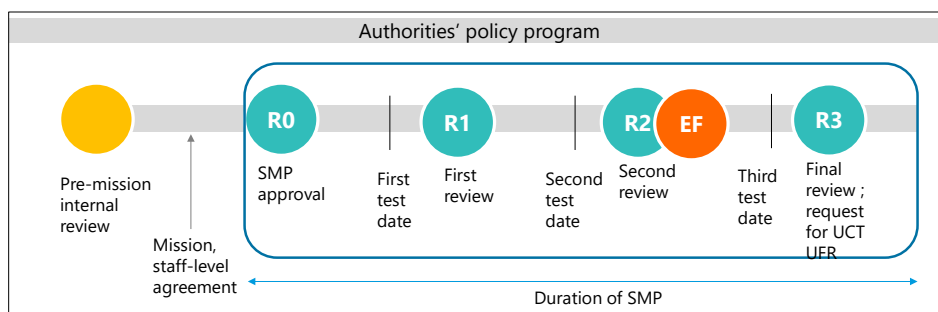 Authorities' policy program
R0
R1
R2
EF
R3
Pre-mission
internal
review
Mission,
staff-level
agreement
SMP
approval
First
test
date
First
review
Second
test date
Second
review
Third
test
date
Final
review ;
request
for UCT
UFR
Duration of SMP